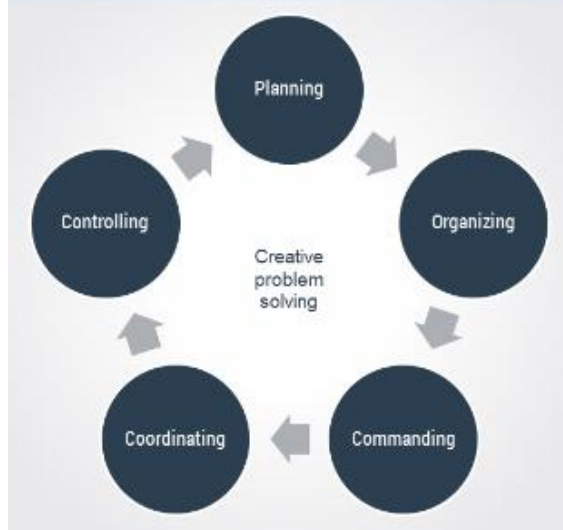 Planning
Organizing
Commanding
Coordinating
Controlling
Creative
problem
solving